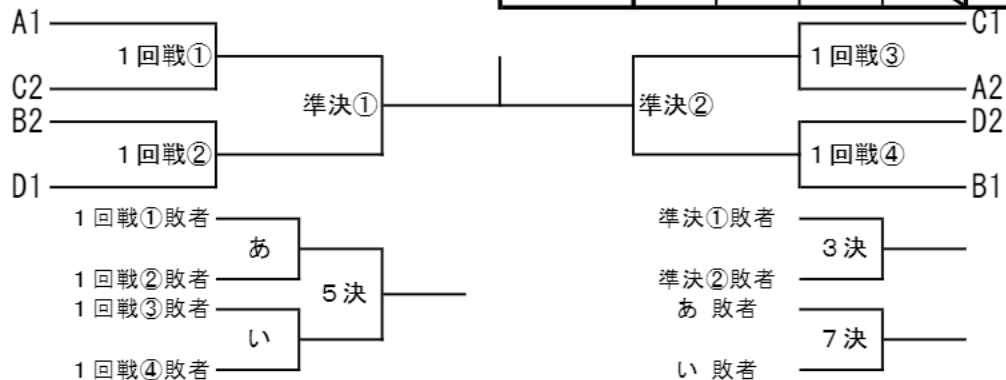 A1
1回戦①
C2
B2
準決①
1回戦②
D1
C1
1回戦③
A2
準決②
D2
1回戦④
B1
1回戦①敗者
あ
1回戦②敗者
5決
1回戦③敗者
い
1回戦④敗者
準決①敗者
3決
準決②敗者
あ 敗者
7決
い 敗者